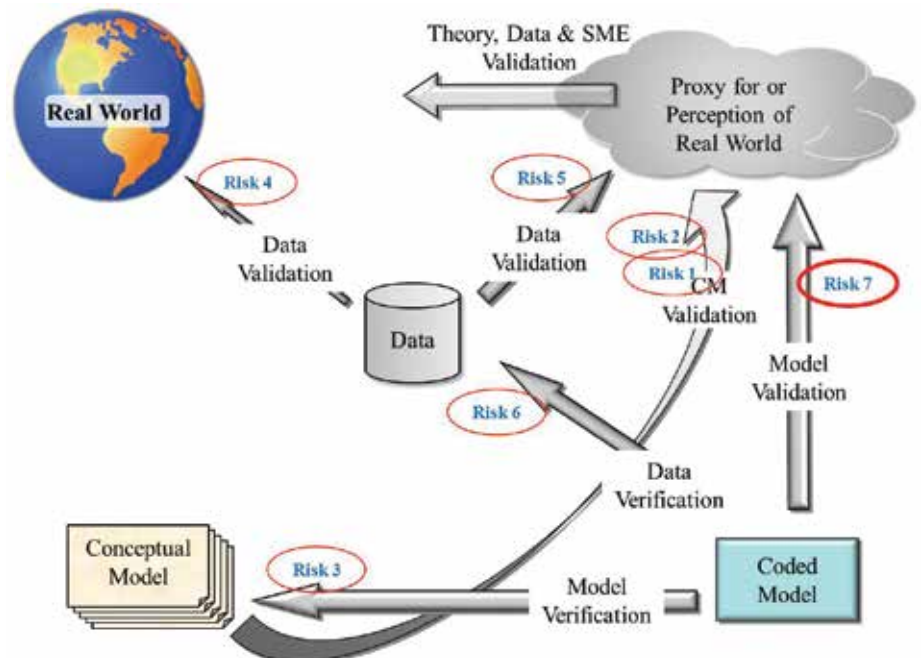 Theory, Data & SME
Validation
Proxy for or
Perception of
Real World
Real World
Risk 4
Risk 5
Data
Validation
Data
Validation
Risk 2
Risk 1
CM
Validation
Risk 7
Data
Model
Validation
Risk 6
Data
Verification
Conceptual
Model
Risk 3
Model
Verification
Coded
Model